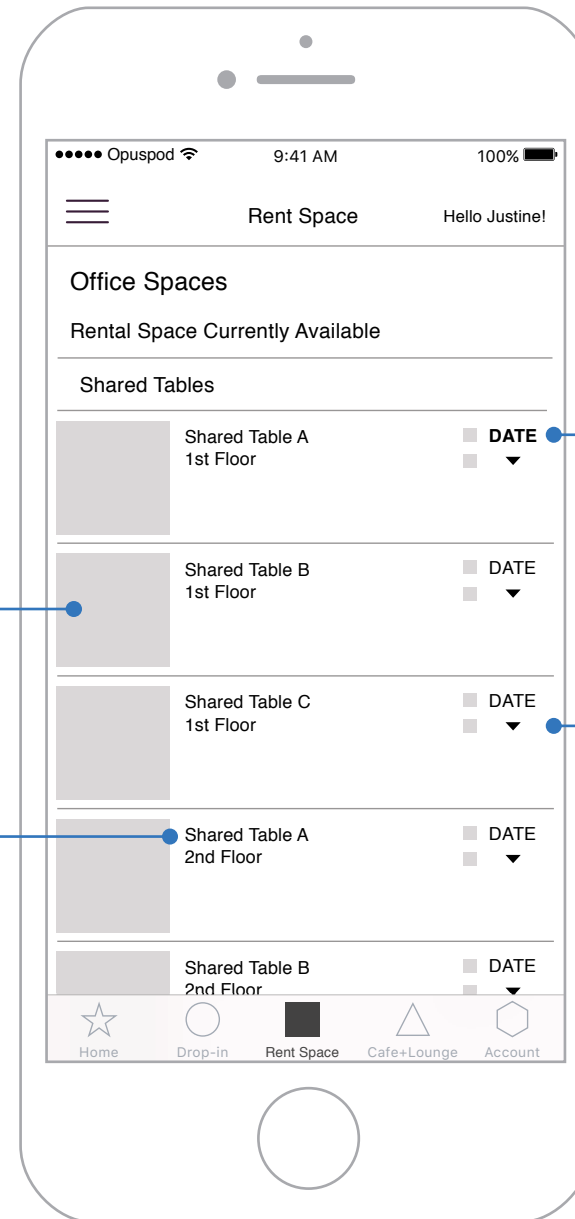 ●●●●● Opuspod 9:41 AM 100%
Rent Space Hello Justine!
Office Spaces
Rental Space Currently Available
Shared Tables
Shared Table A DATE
1st Floor
Shared Table B DATE
1st Floor
Shared Table C DATE
1st Floor
Shared Table A DATE
2nd Floor
Shared Table B DATE
2nd Floor
Home Drop-in Rent Space Cafe+Lounge Account